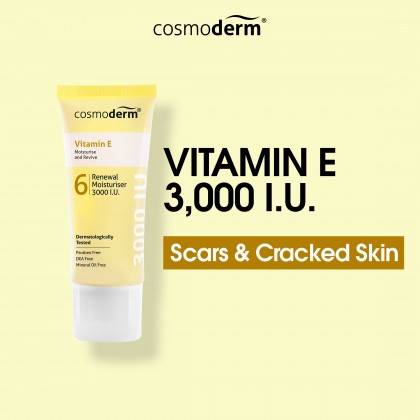 cosmoderm®
cosmoderm®
Vitamin E
Moisturise
and Revive
6 Renewal
Moisturiser
3000 I.U.
3000 IU
Dermatologically
Tested
Paraben Free
DEA Free
Mineral Oil Free
VITAMIN E
3,000 I.U.
Scars & Cracked Skin